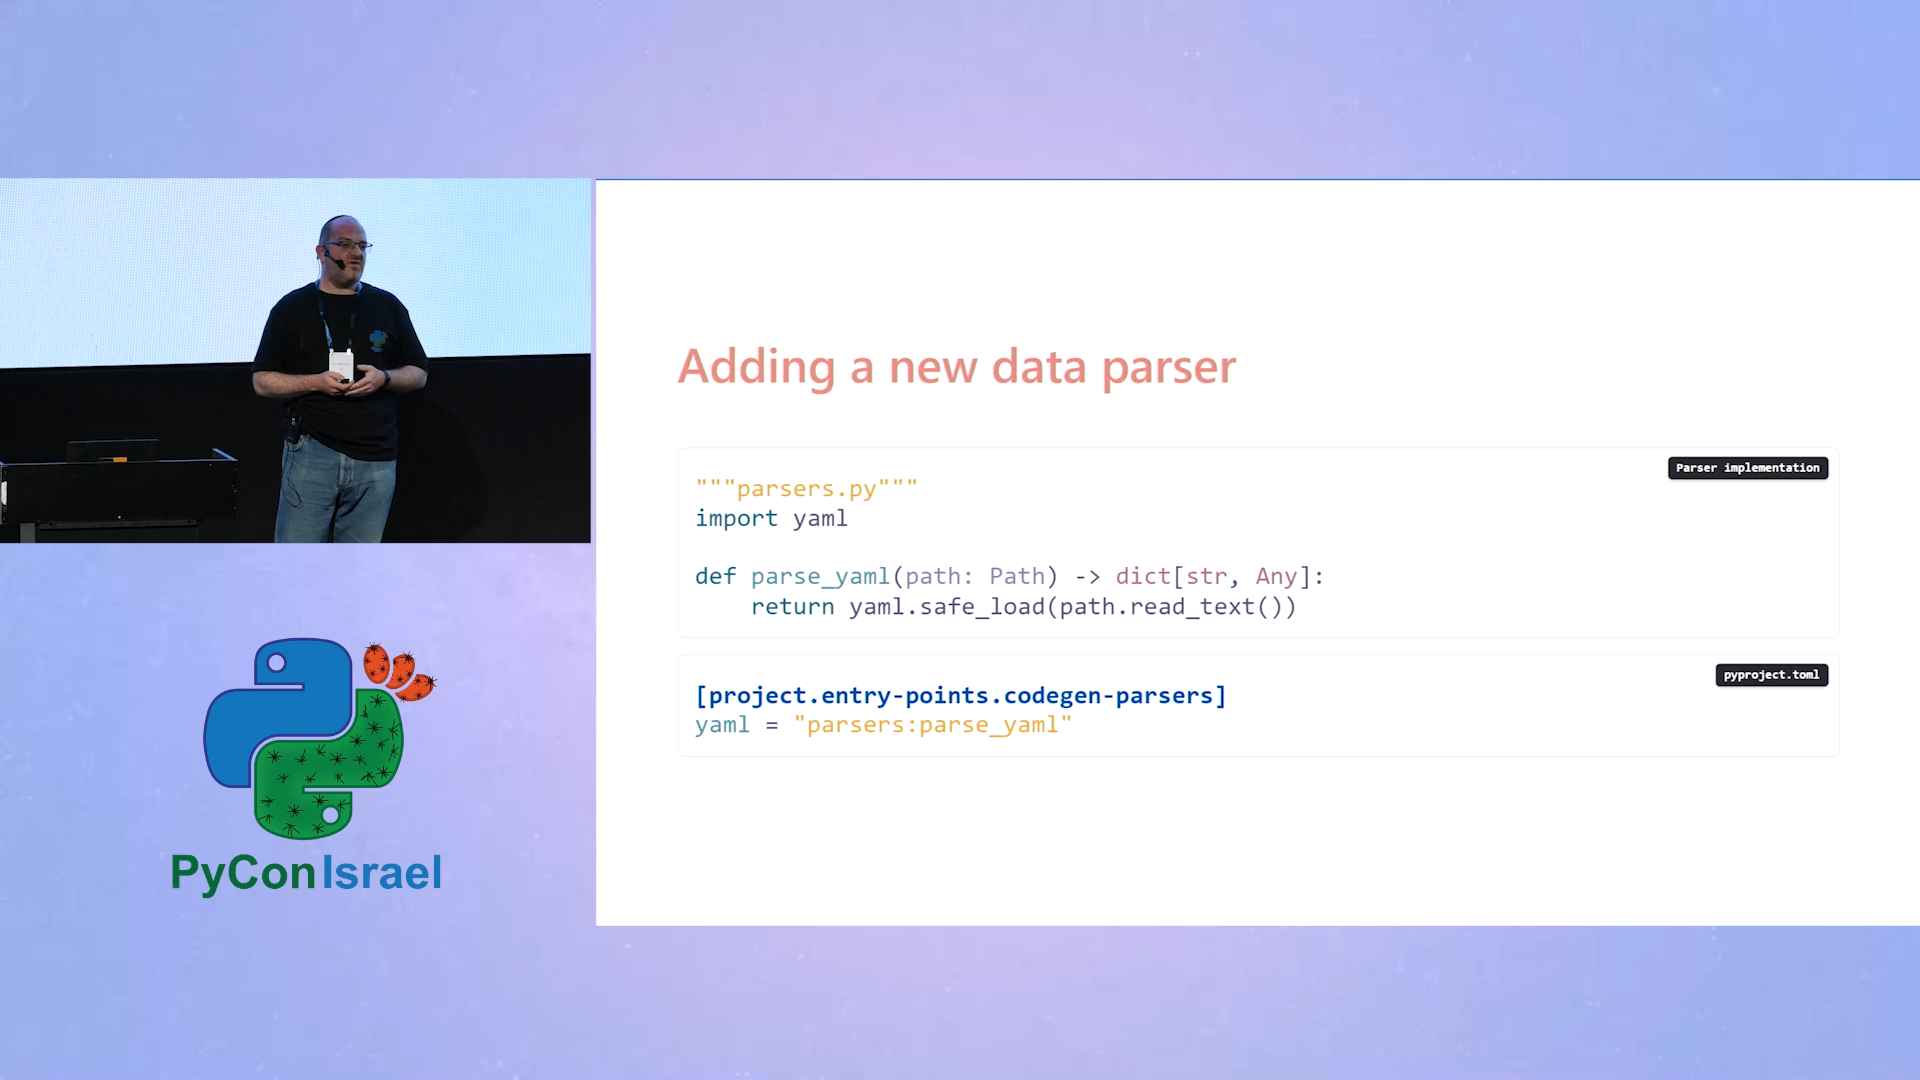 Adding a new data parser
Parser implementation
"""parsers.py"""
import yaml
def parse_yaml(path: Path) -> dict[str, Any]:
    return yaml.safe_load(path.read_text())
pyproject.toml
[project.entry-points.codegen-parsers]
yaml = "parsers:parse_yaml"
PyConIsrael